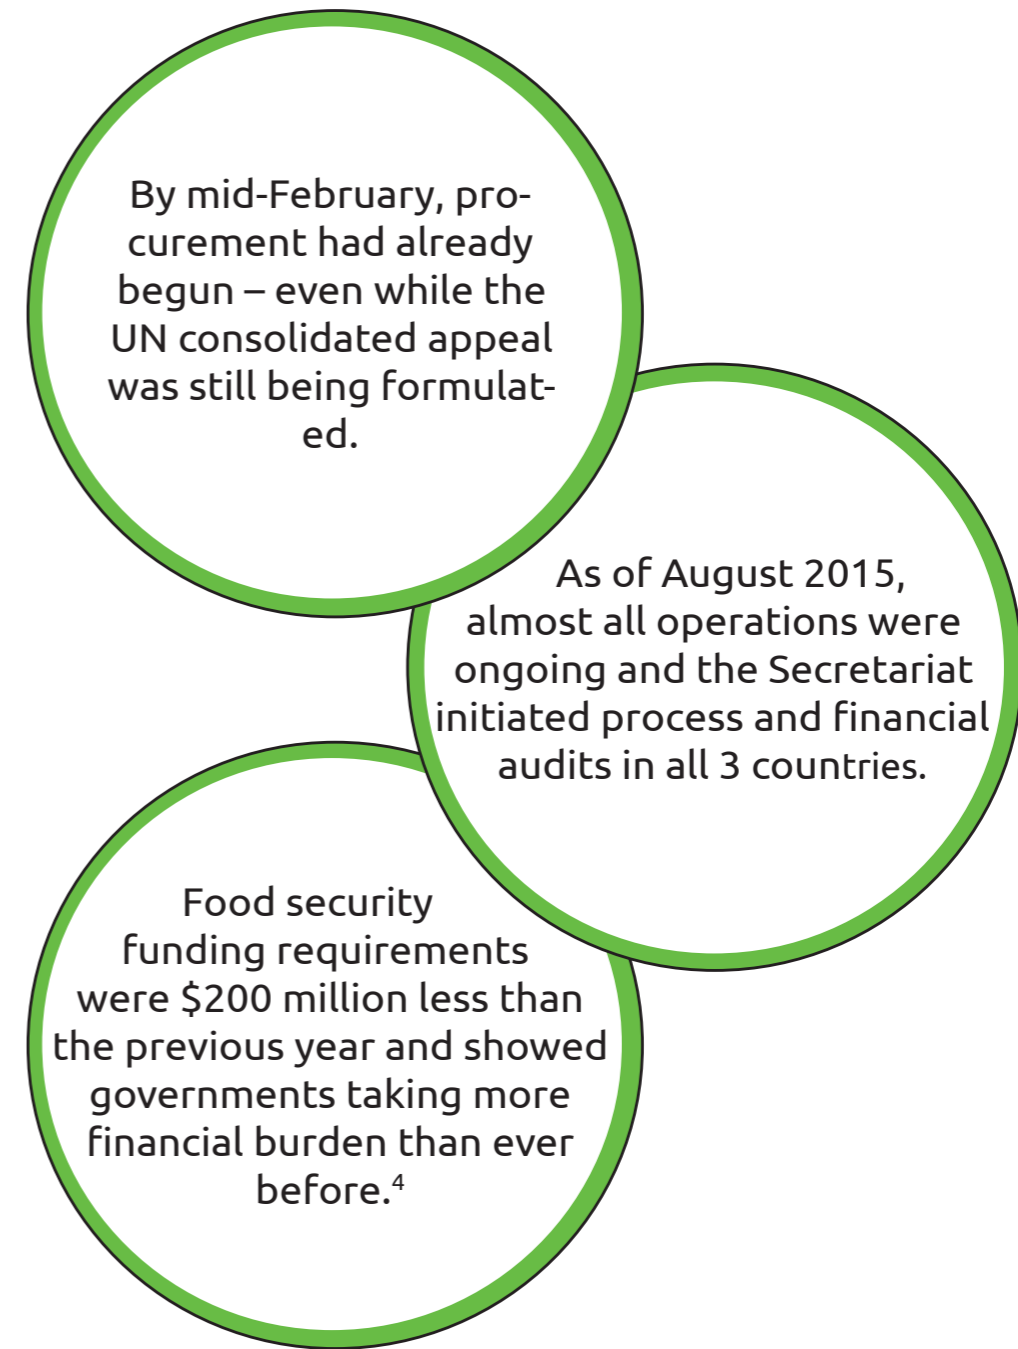 By mid-February, pro-
curement had already
begun – even while the
UN consolidated appeal
was still being formulat-
ed.
As of August 2015,
almost all operations were
ongoing and the Secretariat
initiated process and financial
audits in all 3 countries.
Food security
funding requirements
were $200 million less than
the previous year and showed
governments taking more
financial burden than ever
before.⁴